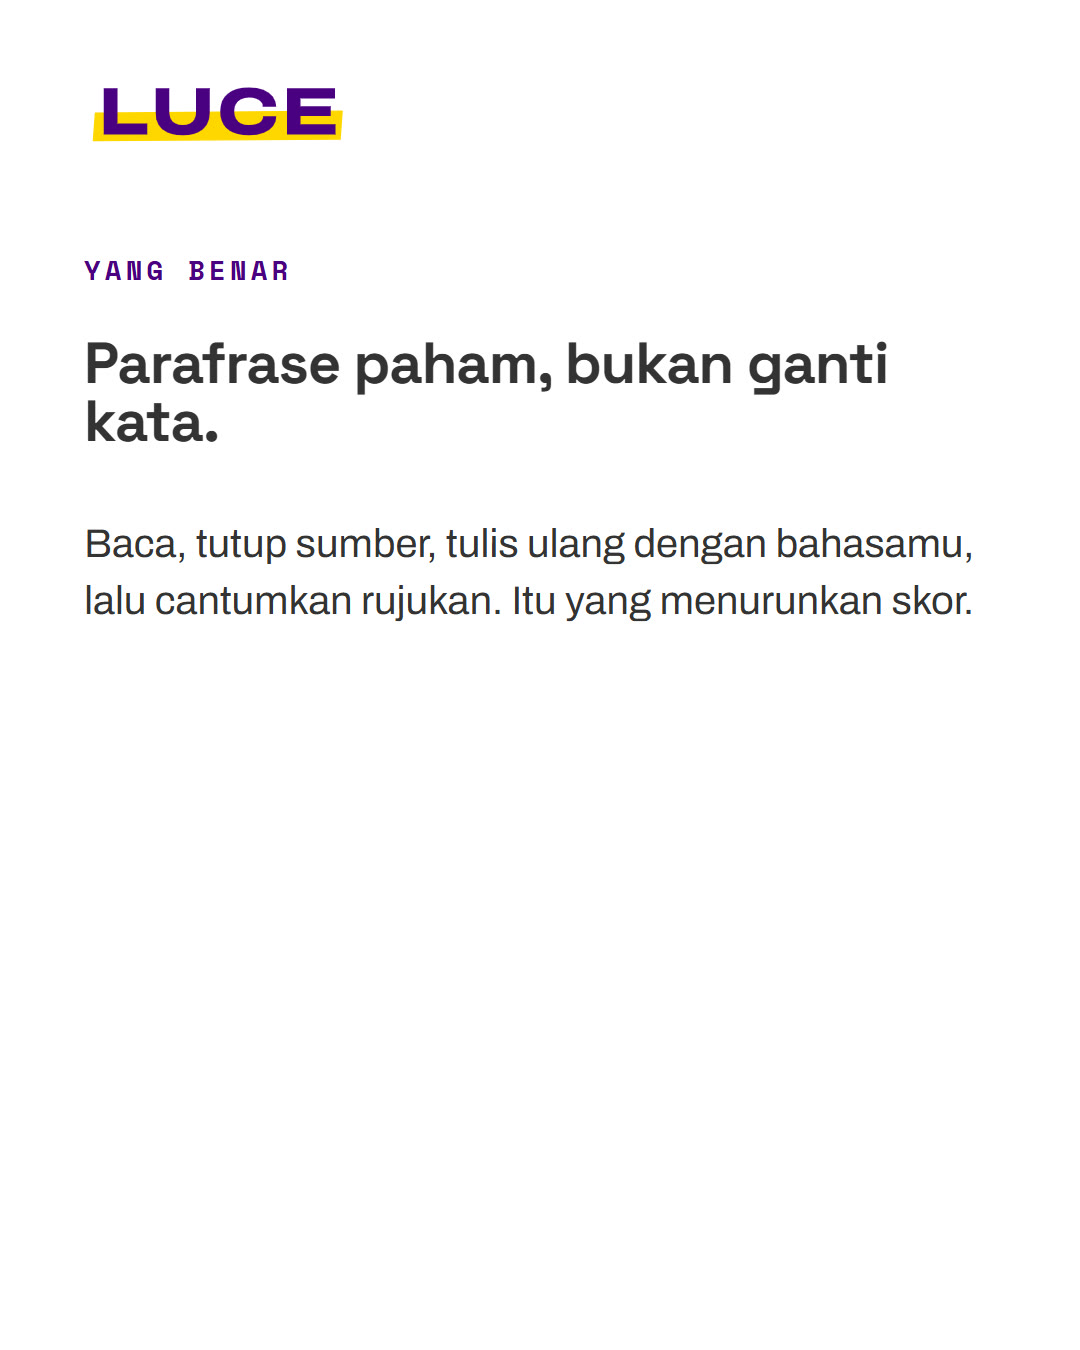 LUCE
YANG BENAR
Parafrase paham, bukan ganti
kata.
Baca, tutup sumber, tulis ulang dengan bahasamu,
lalu cantumkan rujukan. Itu yang menurunkan skor.